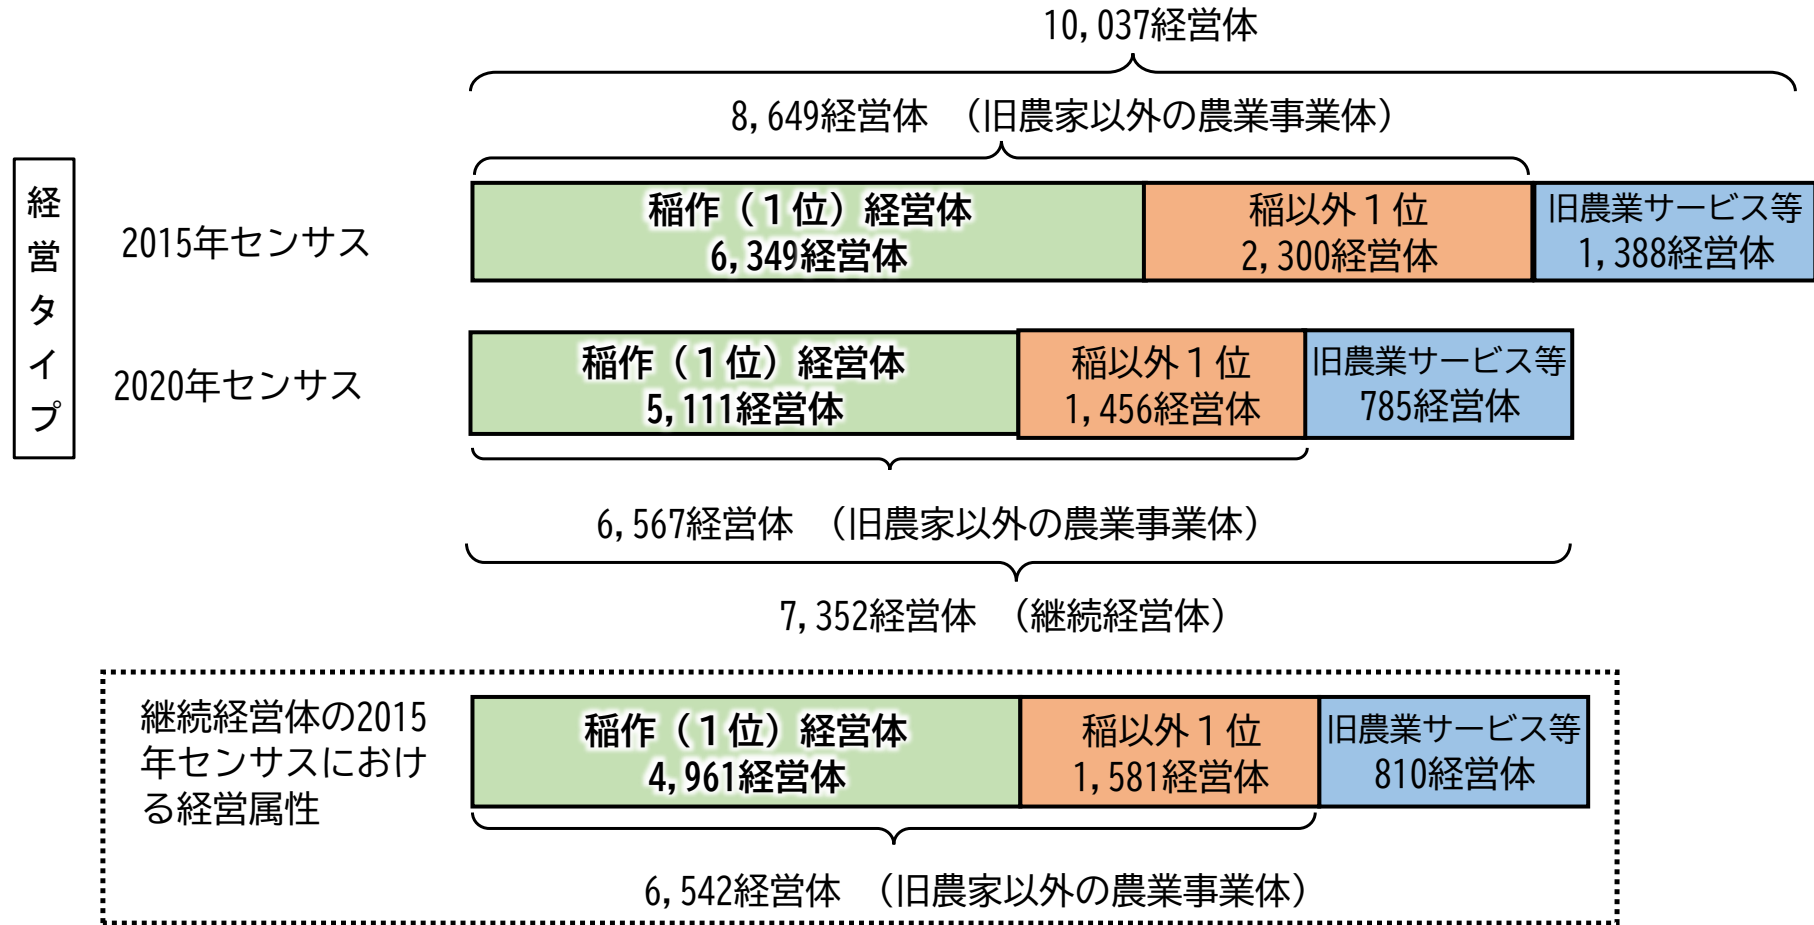 10,037経営体
8,649経営体 (旧農家以外の農業事業体)
経営タイプ
2015年センサス
稲作(1位)経営体
6,349経営体
稲以外1位
2,300経営体
旧農業サービス等
1,388経営体
2020年センサス
稲作(1位)経営体
5,111経営体
稲以外1位
1,456経営体
旧農業サービス等
785経営体
6,567経営体 (旧農家以外の農業事業体)
7,352経営体 (継続経営体)
継続経営体の2015
年センサスにおけ
る経営属性
稲作(1位)経営体
4,961経営体
稲以外1位
1,581経営体
旧農業サービス等
810経営体
6,542経営体 (旧農家以外の農業事業体)